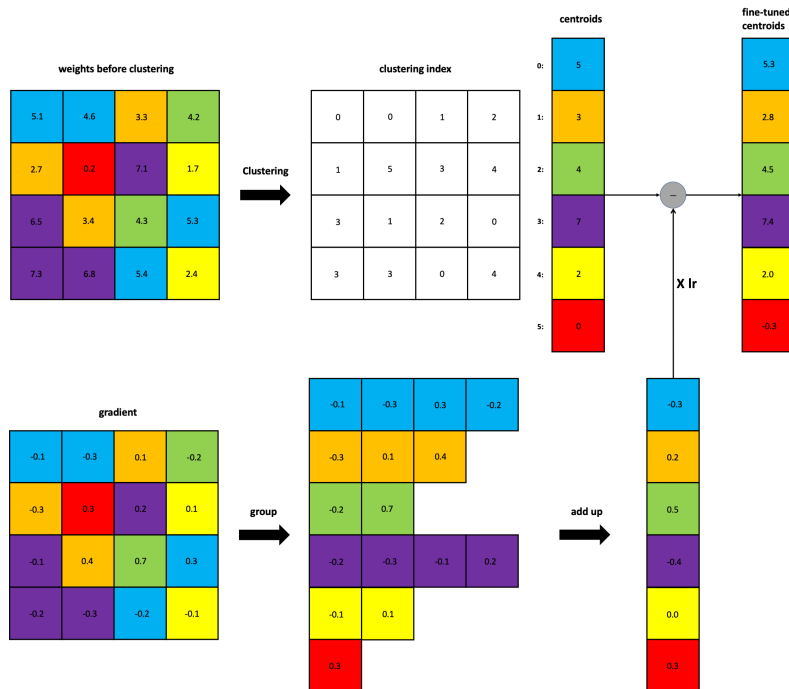 weights before clustering
5.1 4.6 3.3 4.2
2.7 0.2 7.1 1.7
6.5 3.4 4.3 5.3
7.3 6.8 5.4 2.4
Clustering
clustering index
0 0 1 2
1 5 3 4
3 1 2 0
3 3 0 4
centroids
0: 5
1: 3
2: 4
3: 7
4: 2
5: 0
−
X lr
fine-tuned
centroids
5.3
2.8
4.5
7.4
2.0
-0.3
gradient
-0.1 -0.3 0.1 -0.2
-0.3 0.3 0.2 0.1
-0.1 0.4 0.7 0.3
-0.2 -0.3 -0.2 -0.1
group
-0.1 -0.3 0.3 -0.2
-0.3 0.1 0.4
-0.2 0.7
-0.2 -0.3 -0.1 0.2
-0.1 0.1
0.3
add up
-0.3
0.2
0.5
-0.4
0.0
0.3